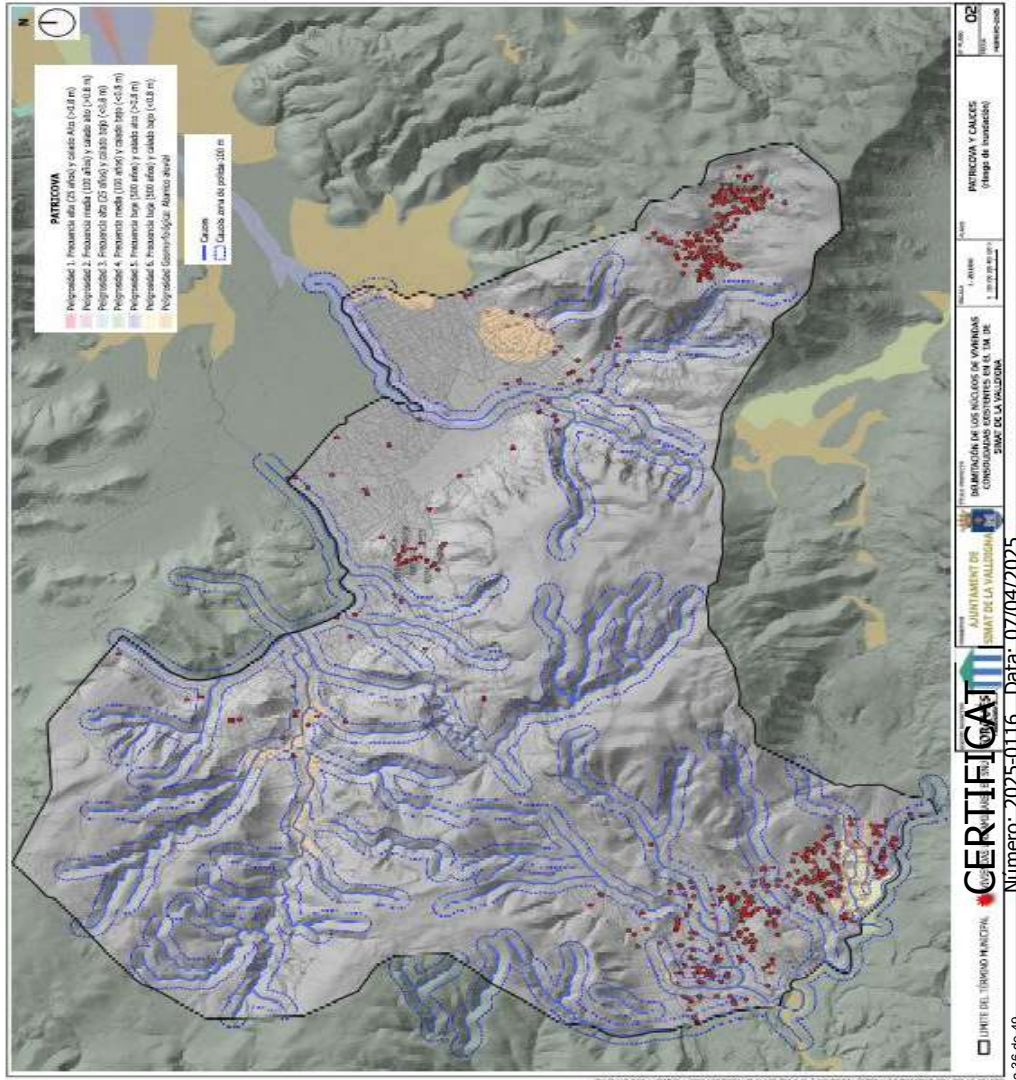 N
PATRICOVA
Peligrosidad 1. Frecuencia alta (25 años) y calado Alto (>0.8 m)
Peligrosidad 2. Frecuencia media (100 años) y calado alto (>0.8 m)
Peligrosidad 3. Frecuencia alta (25 años) y calado bajo (<0.8 m)
Peligrosidad 4. Frecuencia media (100 años) y calado bajo (<0.8 m)
Peligrosidad 5. Frecuencia baja (500 años) y calado alto (>0.8 m)
Peligrosidad 6. Frecuencia baja (500 años) y calado bajo (<0.8 m)
Peligrosidad Geomorfológica: Abanico aluvial
Cauces
Cauces zona de policía 100 m
LIMITE DEL TÉRMINO MUNICIPAL
AJUNTAMENT DE
SIMAT DE LA VALLDIGNA
DELIMITACIÓN DE LOS NÚCLEOS DE VIVIENDAS
CONSOLIDADAS EXISTENTES EN EL T.M. DE
SIMAT DE LA VALLDIGNA
PATRICOVA Y CAUCES
(riesgo de inundación)
02
CERTIFICAT
Número: 2025-0116 Data: 07/04/2025
36 de 49